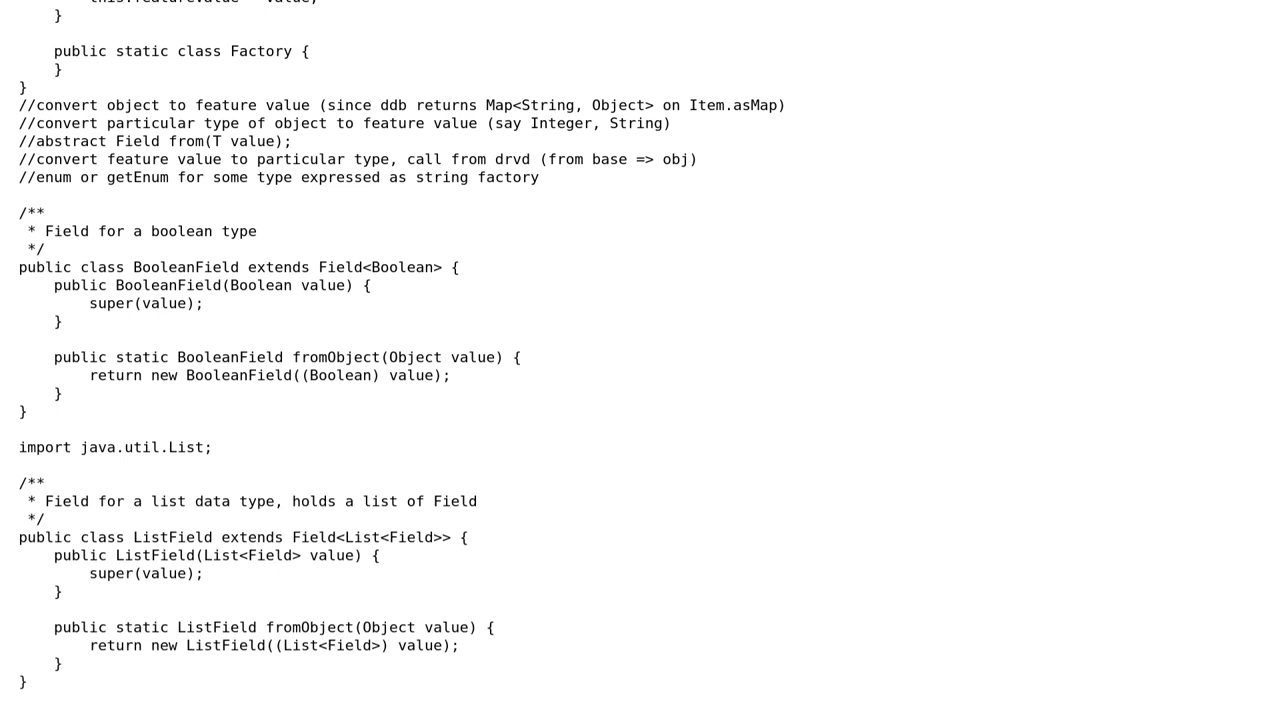 this.featureValue = value;
    }

    public static class Factory {
    }
}
//convert object to feature value (since ddb returns Map<String, Object> on Item.asMap)
//convert particular type of object to feature value (say Integer, String)
//abstract Field from(T value);
//convert feature value to particular type, call from drvd (from base => obj)
//enum or getEnum for some type expressed as string factory

/**
 * Field for a boolean type
 */
public class BooleanField extends Field<Boolean> {
    public BooleanField(Boolean value) {
        super(value);
    }

    public static BooleanField fromObject(Object value) {
        return new BooleanField((Boolean) value);
    }
}

import java.util.List;

/**
 * Field for a list data type, holds a list of Field
 */
public class ListField extends Field<List<Field>> {
    public ListField(List<Field> value) {
        super(value);
    }

    public static ListField fromObject(Object value) {
        return new ListField((List<Field>) value);
    }
}